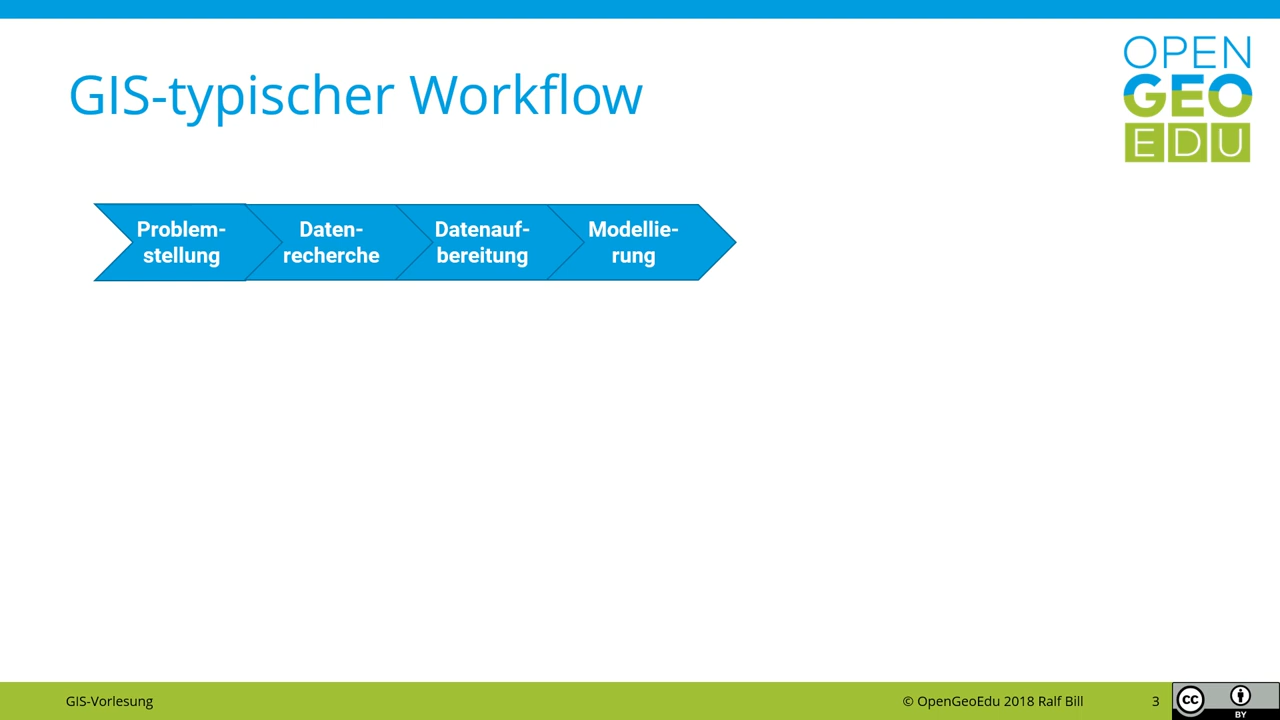 GIS-typischer Workflow
OPEN
GEO
EDU
Problem-
stellung
Daten-
recherche
Datenauf-
bereitung
Modellie-
rung
GIS-Vorlesung
© OpenGeoEdu 2018 Ralf Bill
3
cc
BY